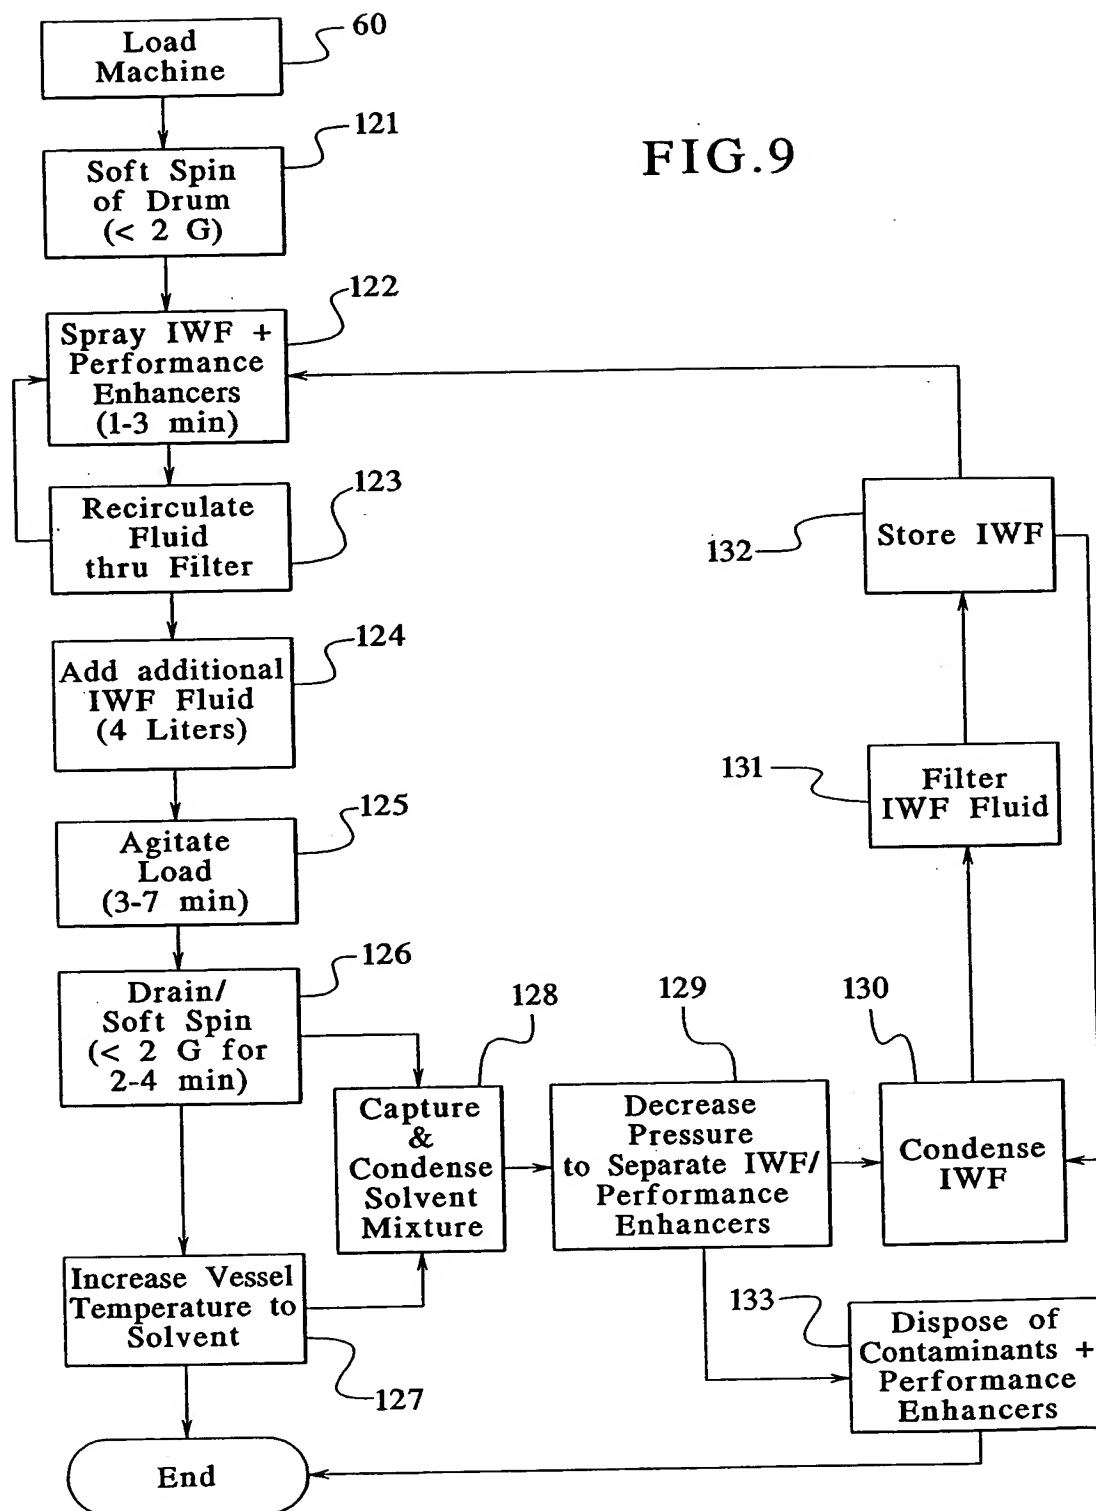 Load
Machine
60
FIG.9
Soft Spin
of Drum
(< 2 G)
121
Spray IWF +
Performance
Enhancers
(1-3 min)
122
Recirculate
Fluid
thru Filter
123
Add additional
IWF Fluid
(4 Liters)
124
Agitate
Load
(3-7 min)
125
Drain/
Soft Spin
(< 2 G for
2-4 min)
126
Increase Vessel
Temperature to
Solvent
127
End
Capture
&
Condense
Solvent
Mixture
128
Decrease
Pressure
to Separate IWF/
Performance
Enhancers
129
Condense
IWF
130
Filter
IWF Fluid
131
Store IWF
132
Dispose of
Contaminants +
Performance
Enhancers
133